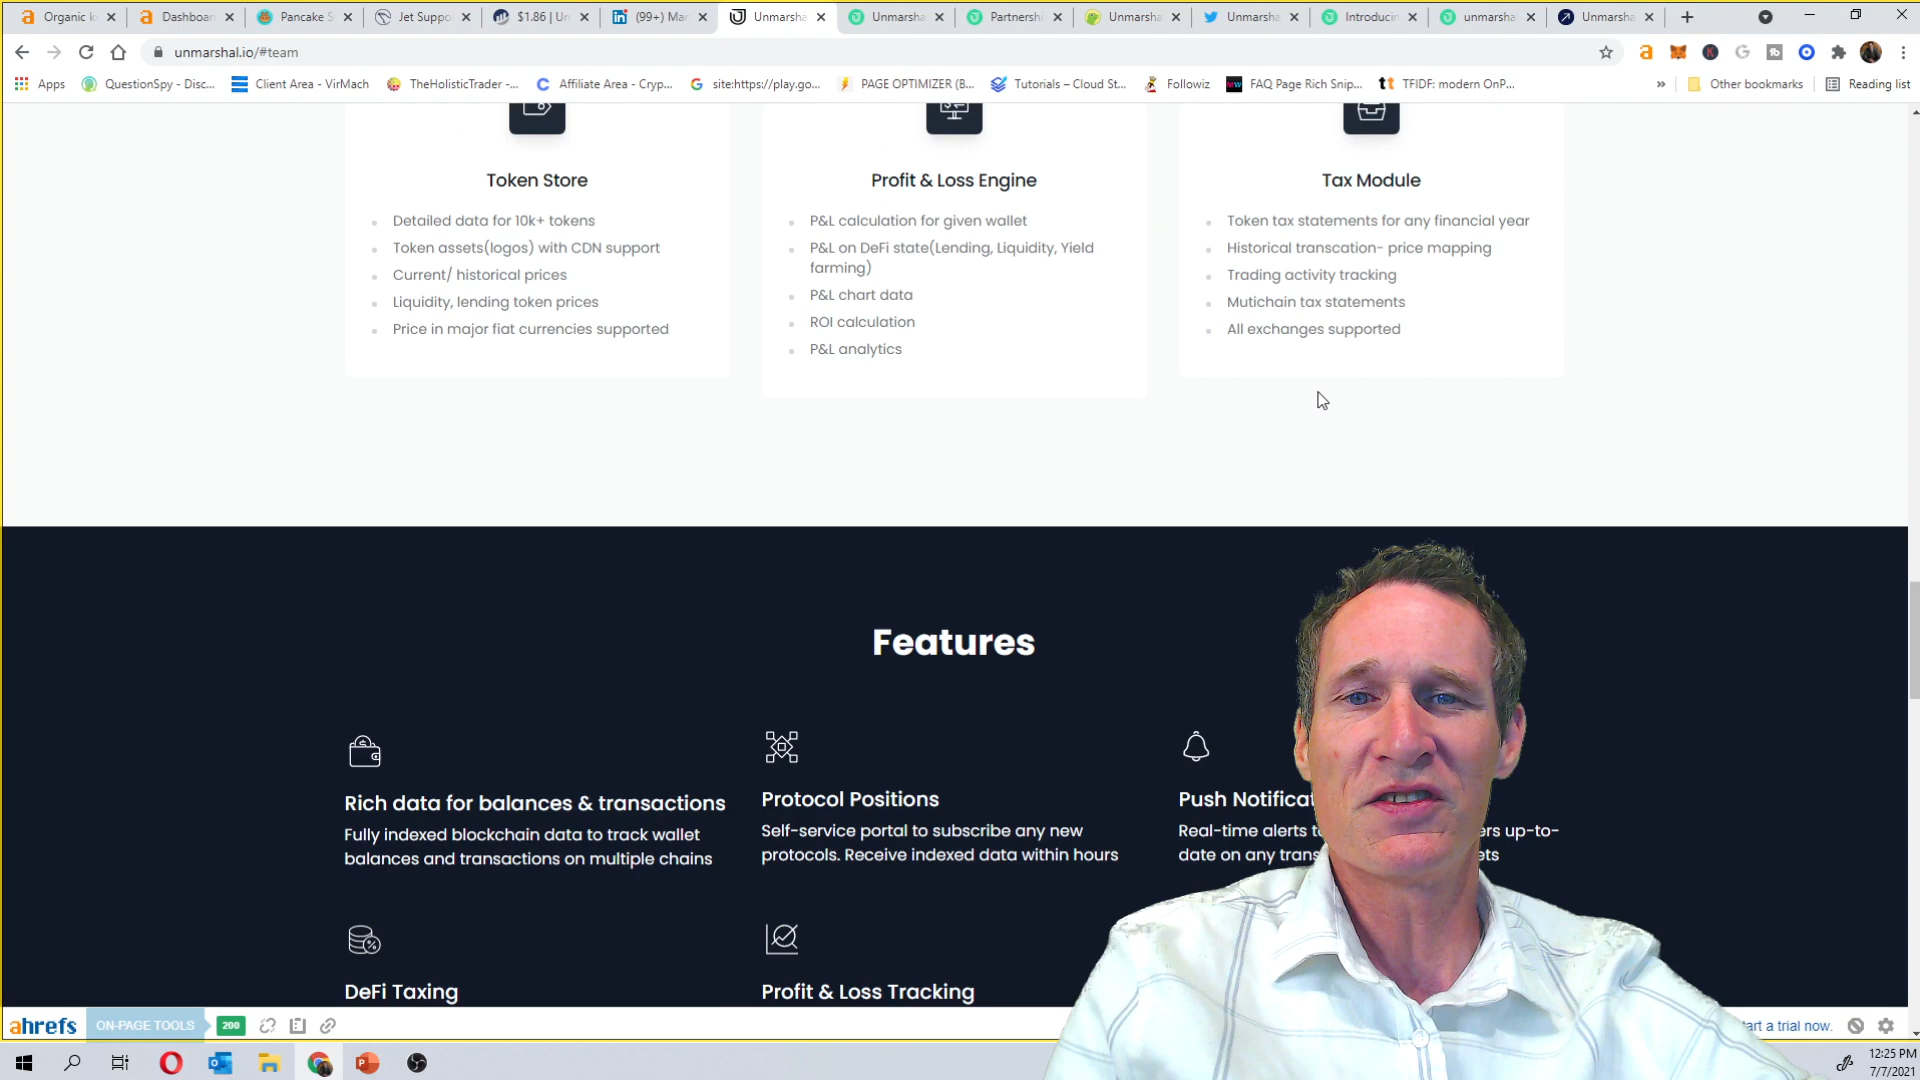 Organic k
Dashboar
Pancake S
Jet Suppo
$1.86 | Un
(99+) Mar
Unmarsha
Unmarsha
Partnershi
Unmarsha
Unmarsha
Introducin
unmarshal
Unmarsha
unmarshal.io/#team
Apps
QuestionSpy - Disc...
Client Area - VirMach
TheHolisticTrader -...
Affiliate Area - Cryp...
site:https://play.go...
PAGE OPTIMIZER (B...
Tutorials – Cloud St...
Followiz
FAQ Page Rich Snip...
TFIDF: modern OnP...
Other bookmarks
Reading list
Token Store
Detailed data for 10k+ tokens
Token assets(logos) with CDN support
Current/ historical prices
Liquidity, lending token prices
Price in major fiat currencies supported
Profit & Loss Engine
P&L calculation for given wallet
P&L on DeFi state(Lending, Liquidity, Yield
farming)
P&L chart data
ROI calculation
P&L analytics
Tax Module
Token tax statements for any financial year
Historical transcation- price mapping
Trading activity tracking
Mutichain tax statements
All exchanges supported
Features
Rich data for balances & transactions
Fully indexed blockchain data to track wallet
balances and transactions on multiple chains
Protocol Positions
Self-service portal to subscribe any new
protocols. Receive indexed data within hours
Push Notificat
Real-time alerts t ers up-to-
date on any trans ets
DeFi Taxing
Profit & Loss Tracking
ahrefs
ON-PAGE TOOLS
200
tart a trial now.
12:25 PM
7/7/2021